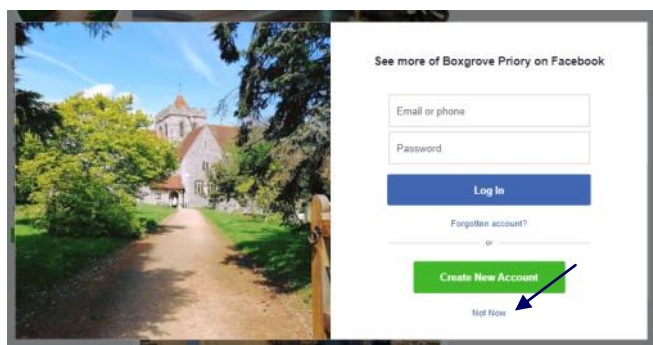 See more of Boxgrove Priory on Facebook
Email or phone
Password
Log In
Forgotten account?
or
Create New Account
Not Now